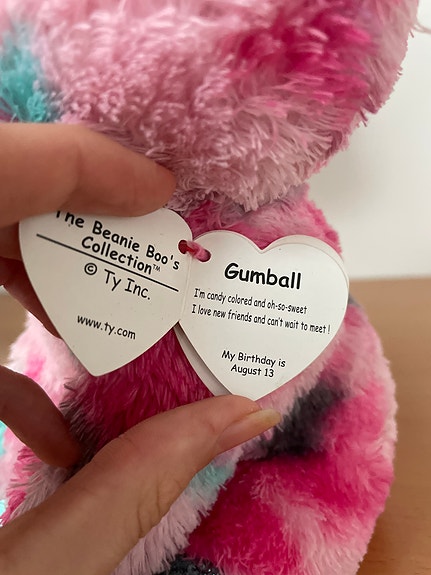 The Beanie Boo's
Collection™
© Ty Inc.
www.ty.com
Gumball
I'm candy colored and oh-so-sweet
I love new friends and can't wait to meet !
My Birthday is
August 13